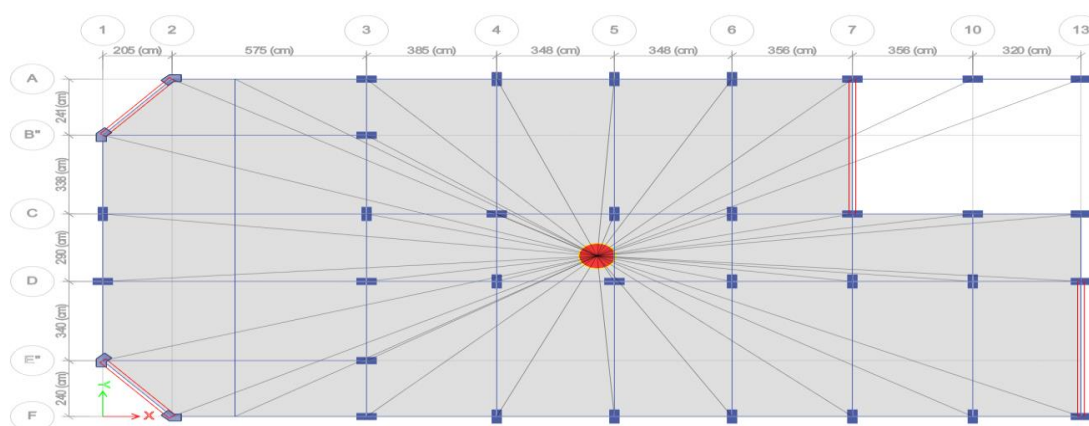 1 2 3 4 5 6 7 10 13
205 (cm) 575 (cm) 385 (cm) 348 (cm) 348 (cm) 356 (cm) 356 (cm) 320 (cm)
A
241 (cm)
B"
338 (cm)
C
290 (cm)
D
340 (cm)
E"
240 (cm)
Y
F
X